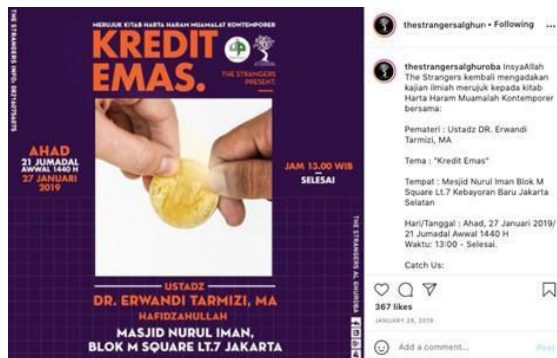 MERUJUK KITAB HARTA HARAM MUAMALAT KONTEMPORER
KREDIT
EMAS.
THE STRANGERS
PRESENT.
AHAD
21 JUMADAL
AWWAL 1440 H
27 JANUARI
2019
JAM 13.00 WIB
SELESAI
USTADZ
DR. ERWANDI TARMIZI, MA
HAFIDZAHULLAH
MASJID NURUL IMAN,
BLOK M SQUARE LT.7 JAKARTA
THE STRANGERS AL GHUROBA
thestrangersalghuri • Following ...
thestrangersalghuroba InsyaAllah
The Strangers kembali mengadakan
kajian ilmiah merujuk kepada kitab
Harta Haram Muamalah Kontemporer
bersama:
Pemateri : Ustadz DR. Erwandi
Tarmizi, MA
Tema : "Kredit Emas"
Tempat : Mesjid Nurul Iman Blok M
Square Lt.7 Kebayoran Baru Jakarta
Selatan
Hari/Tanggal : Ahad, 27 Januari 2019/
21 Jumadal Awwal 1440 H
Waktu: 13:00 - Selesai.
Catch Us:
367 likes
JANUARY 26, 2019
Add a comment...
Post